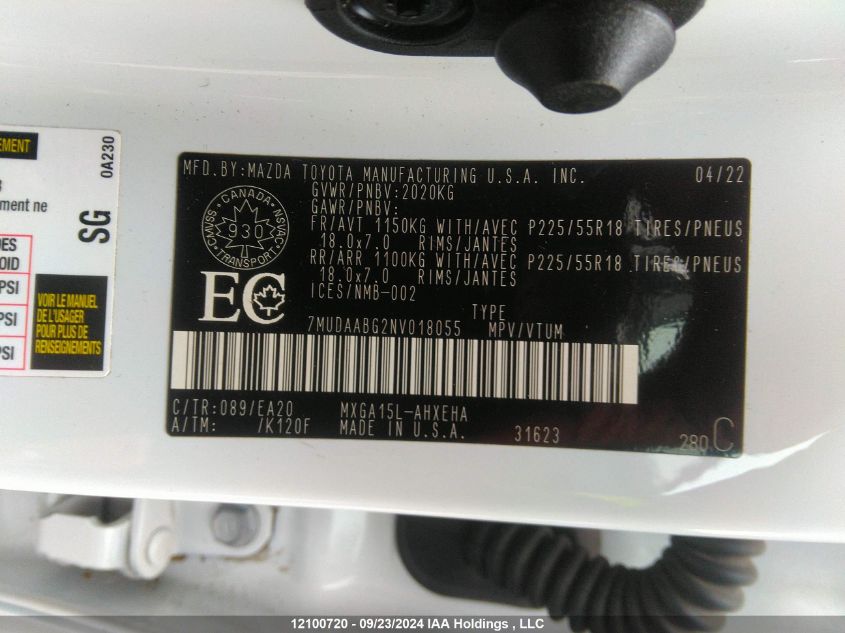 EMENT
3
ment ne
0A230
SG
DES
OID
PSI
PSI
PSI
VOIR LE MANUEL
DE L'USAGER
POUR PLUS DE
RENSEIGNEMENTS
MFD.BY:MAZDA TOYOTA MANUFACTURING U.S.A. INC. 04/22
GVWR/PNBV:2020KG
GAWR/PNBV:
FR/AVT 1150KG WITH/AVEC P225/55R18 TIRES/PNEUS
18.0x7.0 RIMS/JANTES
RR/ARR 1100KG WITH/AVEC P225/55R18 TIRES/PNEUS
18.0x7.0 RIMS/JANTES
ICES/NMB-002
CANADA
CMVSS NSVAC
930
TRANSPORT
EC
TYPE
7MUDAABG2NV018055 MPV/VTUM
C/TR:089/EA20 MXGA15L-AHXEHA
A/TM: /K120F MADE IN U.S.A. 31623 280 C
12100720 - 09/23/2024 IAA Holdings , LLC